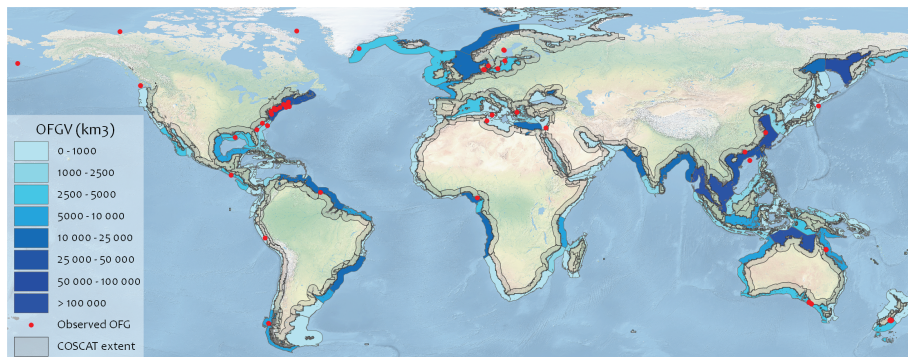 OFGV (km3)
0 - 1000
1000 - 2500
2500 - 5000
5000 - 10 000
10 000 - 25 000
25 000 - 50 000
50 000 - 100 000
> 100 000
Observed OFG
COSCAT extent